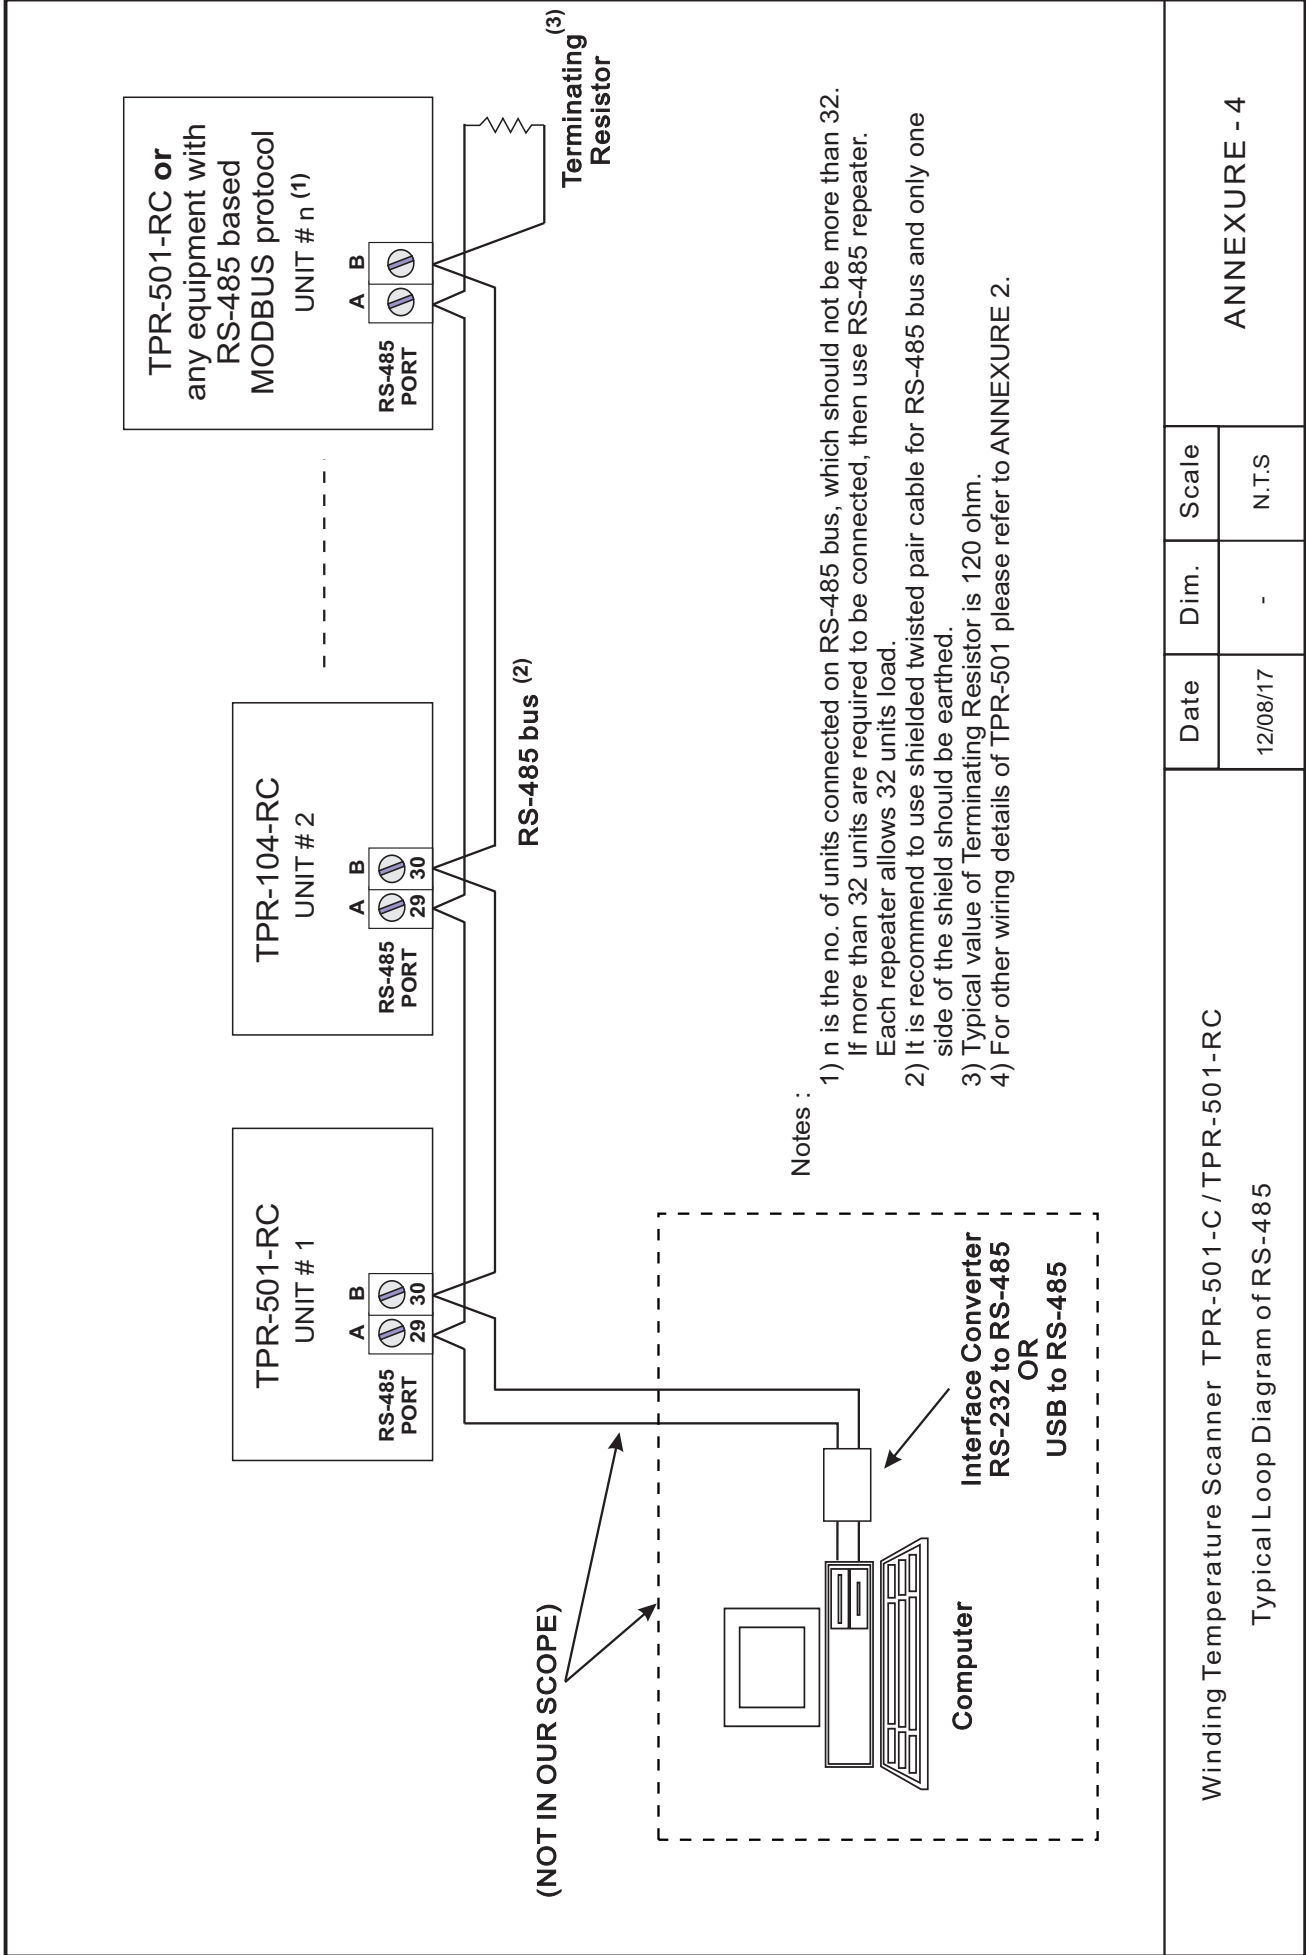 TPR-501-RC
UNIT # 1
A B
29 30
RS-485
PORT
TPR-104-RC
UNIT # 2
A B
29 30
RS-485
PORT
TPR-501-RC or
any equipment with
RS-485 based
MODBUS protocol
UNIT # n (1)
A B
RS-485
PORT
RS-485 bus (2)
Terminating (3)
Resistor
(NOT IN OUR SCOPE)
Computer
Interface Converter
RS-232 to RS-485
OR
USB to RS-485
Notes :
1) n is the no. of units connected on RS-485 bus, which should not be more than 32.
If more than 32 units are required to be connected, then use RS-485 repeater.
Each repeater allows 32 units load.
2) It is recommend to use shielded twisted pair cable for RS-485 bus and only one
side of the shield should be earthed.
3) Typical value of Terminating Resistor is 120 ohm.
4) For other wiring details of TPR-501 please refer to ANNEXURE 2.
Winding Temperature Scanner TPR-501-C / TPR-501-RC
Typical Loop Diagram of RS-485
Date Dim. Scale
12/08/17 - N.T.S
ANNEXURE - 4